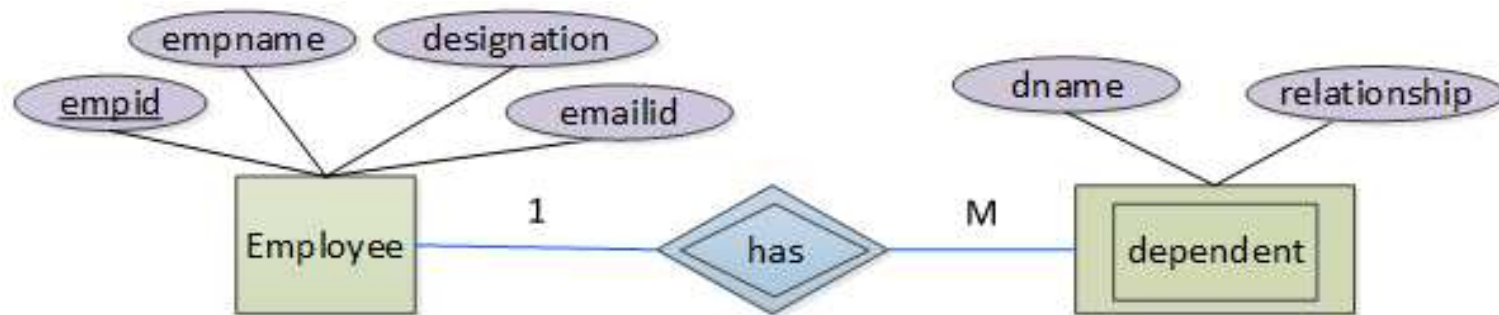 empname
designation
empid
emailid
dname
relationship
Employee
1
has
M
dependent